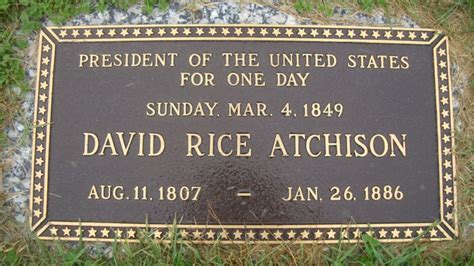 PRESIDENT OF THE UNITED STATES
FOR ONE DAY
SUNDAY, MAR. 4, 1849
DAVID RICE ATCHISON
AUG. 11. 1807 – JAN. 26. 1886